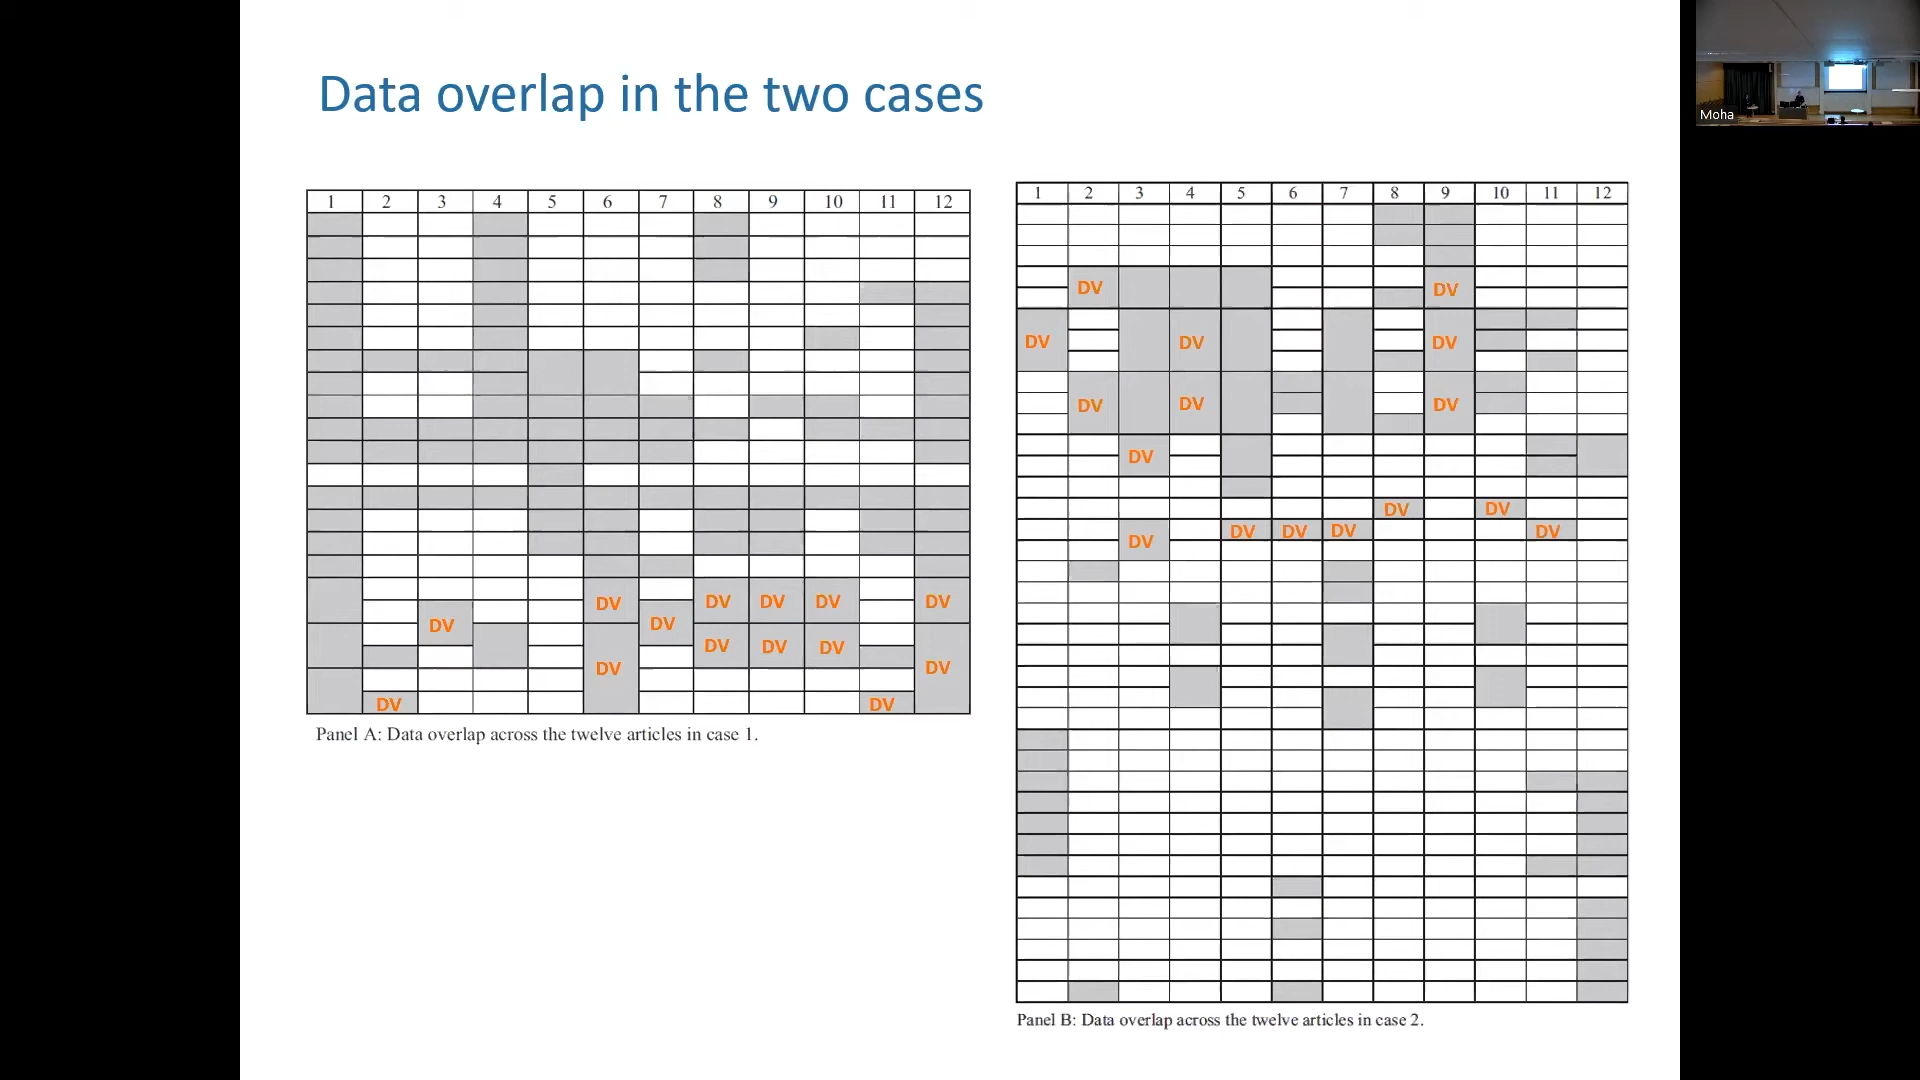 Data overlap in the two cases
Moha
1 2 3 4 5 6 7 8 9 10 11 12
DV DV DV DV DV
DV DV
DV DV DV
DV DV
DV DV
Panel A: Data overlap across the twelve articles in case 1.
1 2 3 4 5 6 7 8 9 10 11 12
DV DV
DV DV DV
DV DV DV
DV
DV DV
DV DV DV DV
DV
Panel B: Data overlap across the twelve articles in case 2.